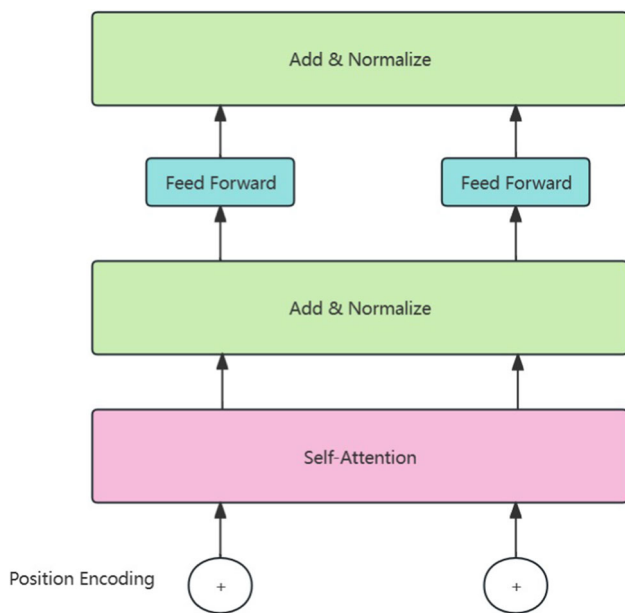 Add & Normalize
Feed Forward Feed Forward
Add & Normalize
Self-Attention
Position Encoding + +